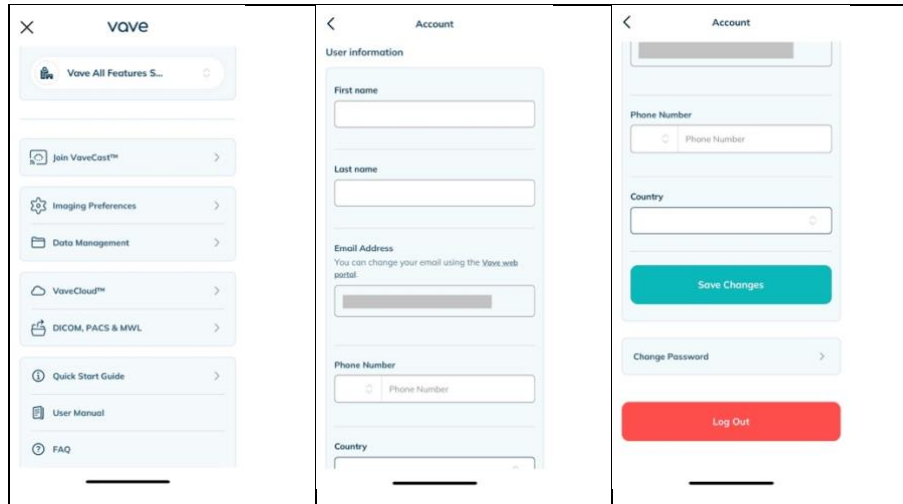 vave
Vave All Features S...
Join VaveCast™
Imaging Preferences
Data Management
VaveCloud™
DICOM, PACS & MWL
Quick Start Guide
User Manual
FAQ
Account
User information
First name
Last name
Email Address
You can change your email using the Vave web
portal.
Phone Number
Phone Number
Country
Account
Phone Number
Phone Number
Country
Save Changes
Change Password
Log Out